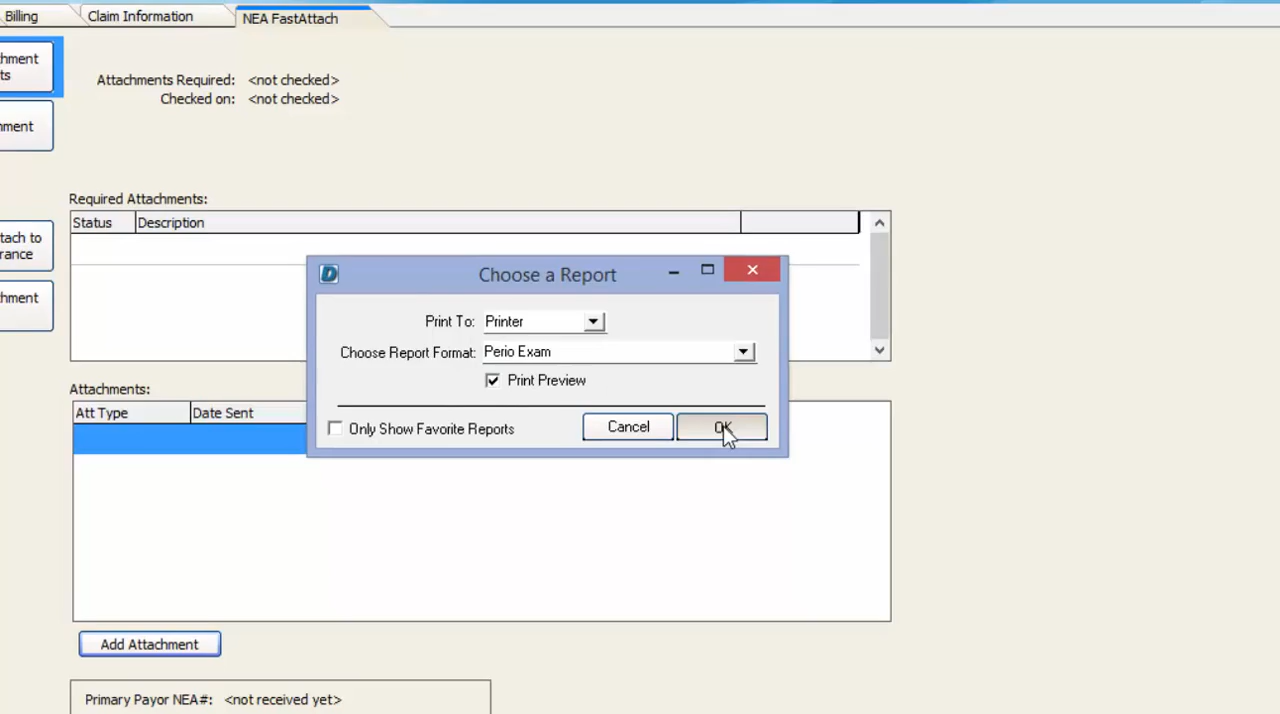 Billing
Claim Information
NEA FastAttach
hment
ts
Attachments Required: <not checked>
Checked on: <not checked>
ment
Required Attachments:
Status Description
tach to
rance
hment
D
Choose a Report
Print To: Printer
Choose Report Format: Perio Exam
Print Preview
Only Show Favorite Reports
Cancel
OK
Attachments:
Att Type Date Sent
Add Attachment
Primary Payor NEA#: <not received yet>